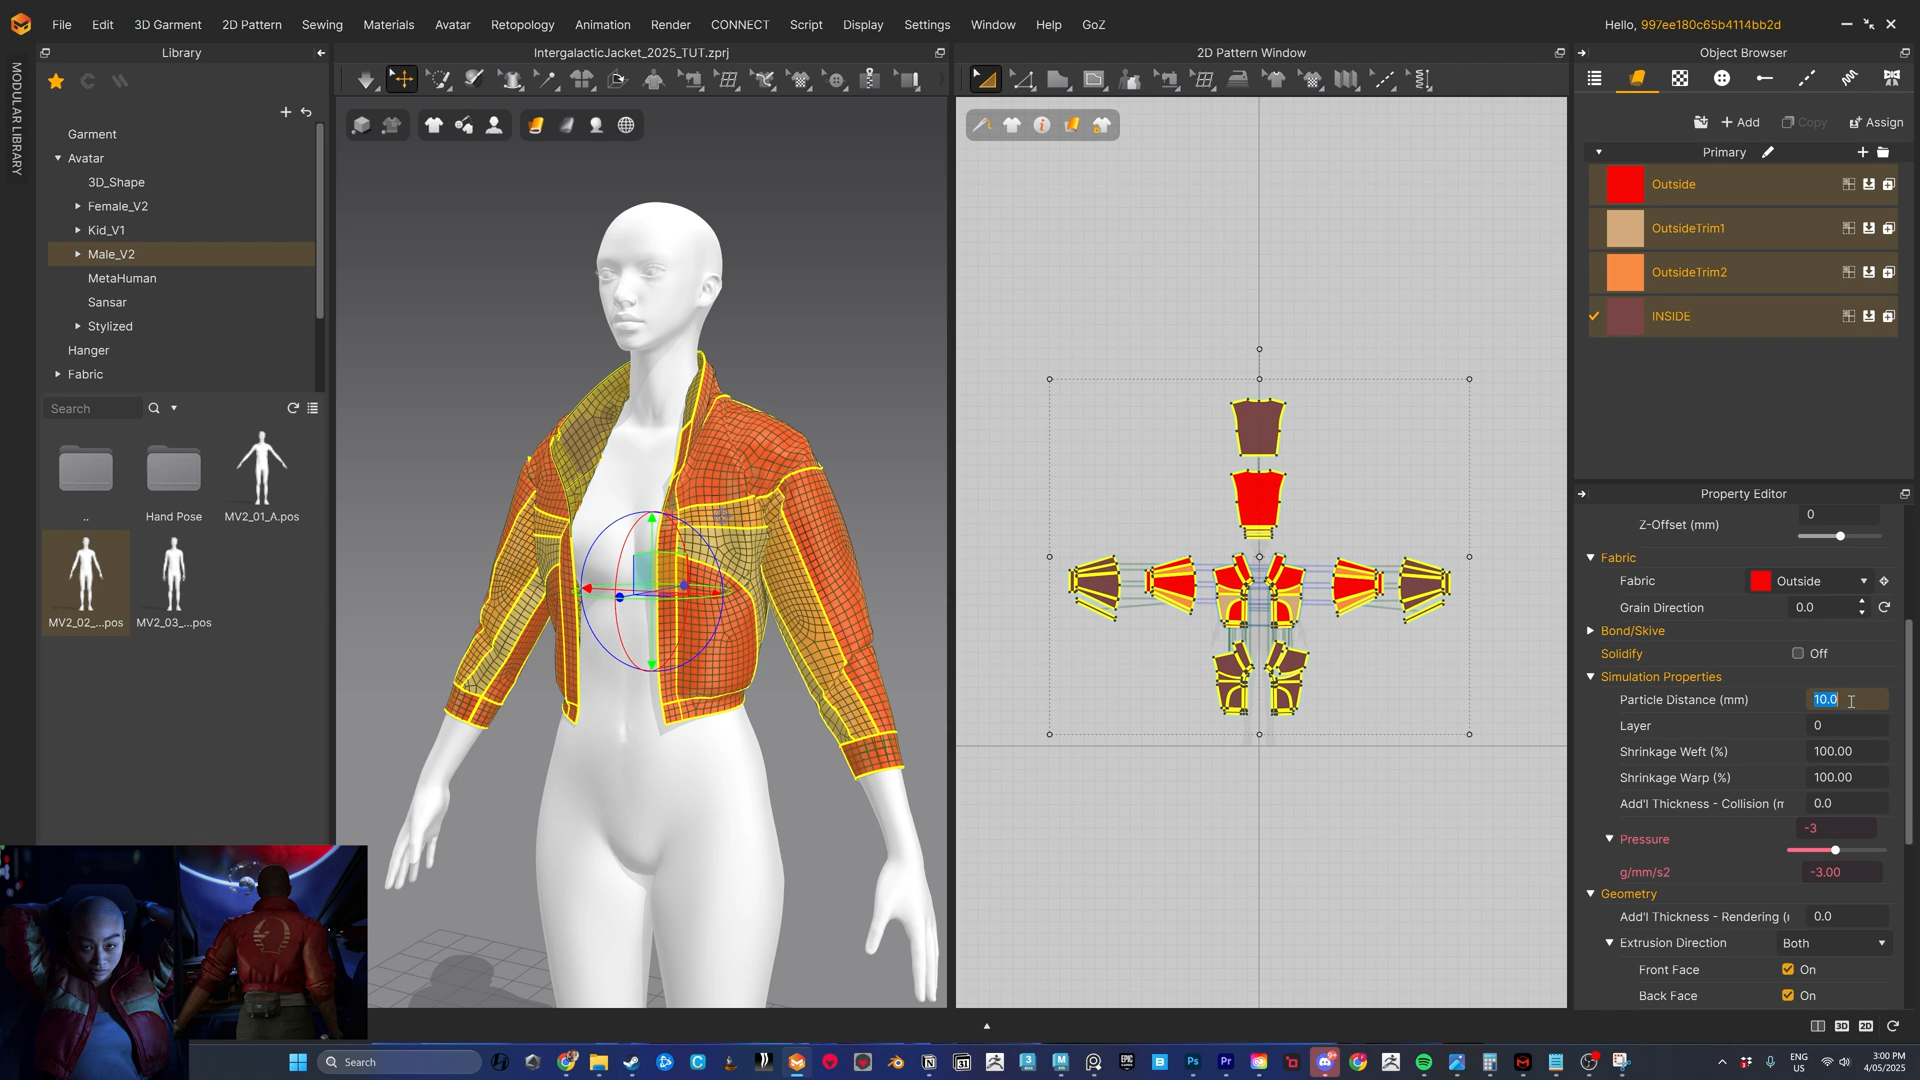 File Edit 3D Garment 2D Pattern Sewing Materials Avatar Retopology Animation Render CONNECT Script Display Settings Window Help GoZ
Hello, 997ee180c65b4114bb2d
MODULAR LIBRARY
Library
Garment
Avatar
3D_Shape
Female_V2
Kid_V1
Male_V2
MetaHuman
Sansar
Stylized
Hanger
Fabric
Search
..
Hand Pose
MV2_01_A.pos
MV2_02_...pos
MV2_03_...pos
IntergalacticJacket_2025_TUT.zprj
2D Pattern Window
Object Browser
Add Copy Assign
Primary
Outside
OutsideTrim1
OutsideTrim2
INSIDE
Property Editor
Z-Offset (mm) 0
Fabric
Fabric Outside
Grain Direction 0.0
Bond/Skive
Solidify Off
Simulation Properties
Particle Distance (mm) 10.0
Layer 0
Shrinkage Weft (%) 100.00
Shrinkage Warp (%) 100.00
Add'l Thickness - Collision (r 0.0
Pressure -3
g/mm/s2 -3.00
Geometry
Add'l Thickness - Rendering (ı 0.0
Extrusion Direction Both
Front Face On
Back Face On
3D 2D
Search
ENG
US
3:00 PM
4/05/2025